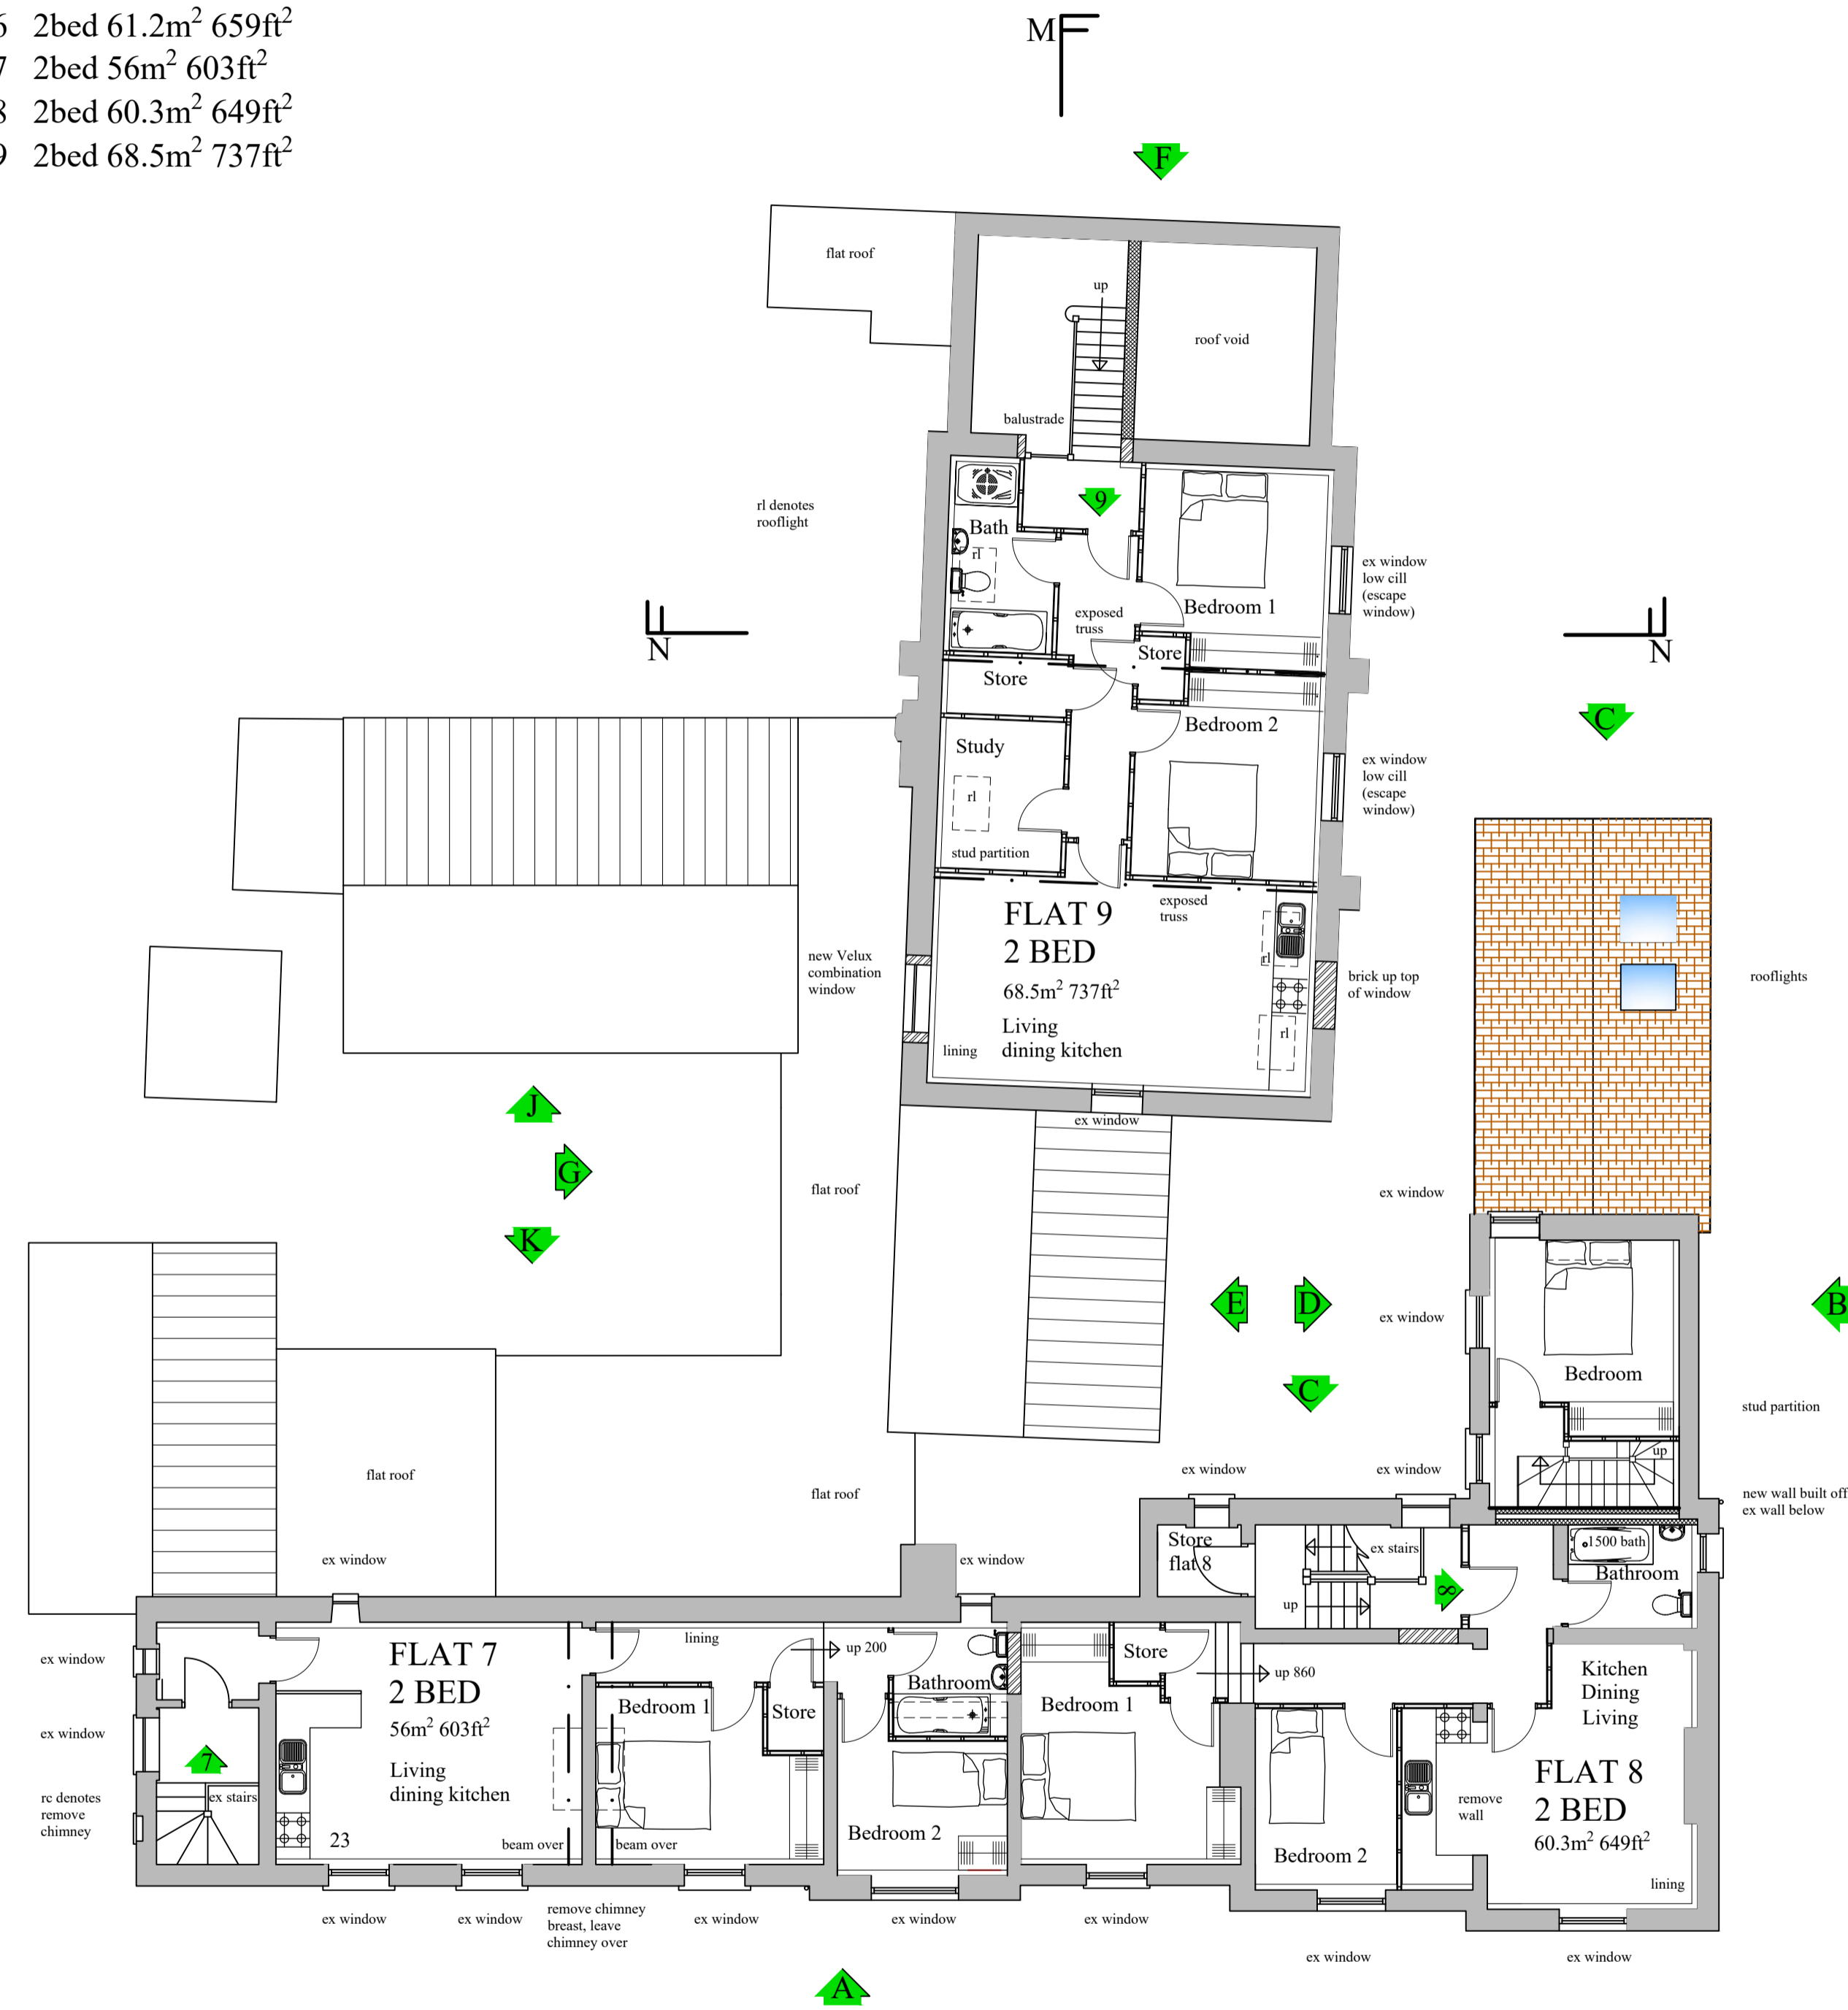 6 2bed 61.2m² 659ft²
7 2bed 56m² 603ft²
8 2bed 60.3m² 649ft²
9 2bed 68.5m² 737ft²
M
F
flat roof
up
roof void
balustrade
rl denotes
rooflight
9
Bath
rl
Bedroom 1
ex window
low cill
(escape
window)
exposed
truss
N
N
Store
Store
C
Bedroom 2
Study
rl
ex window
low cill
(escape
window)
stud partition
exposed
truss
FLAT 9
2 BED
68.5m² 737ft²
Living
dining kitchen
lining
rl
rl
new Velux
combination
window
brick up top
of window
rooflights
ex window
J
G
K
flat roof
ex window
E
D
B
ex window
C
Bedroom
stud partition
up
flat roof
flat roof
ex window
ex window
new wall built off
ex wall below
ex window
ex window
Store
flat 8
ex stairs
up
8
1500 bath
Bathroom
ex window
ex window
rc denotes
remove
chimney
7
ex stairs
FLAT 7
2 BED
56m² 603ft²
Living
dining kitchen
23
beam over
lining
up 200
Bedroom 1
Store
beam over
Bathroom
Bedroom 2
Store
up 860
Bedroom 1
Bedroom 2
Kitchen
Dining
Living
remove
wall
FLAT 8
2 BED
60.3m² 649ft²
lining
ex window
ex window
remove chimney
breast, leave
chimney over
ex window
ex window
ex window
ex window
ex window
A